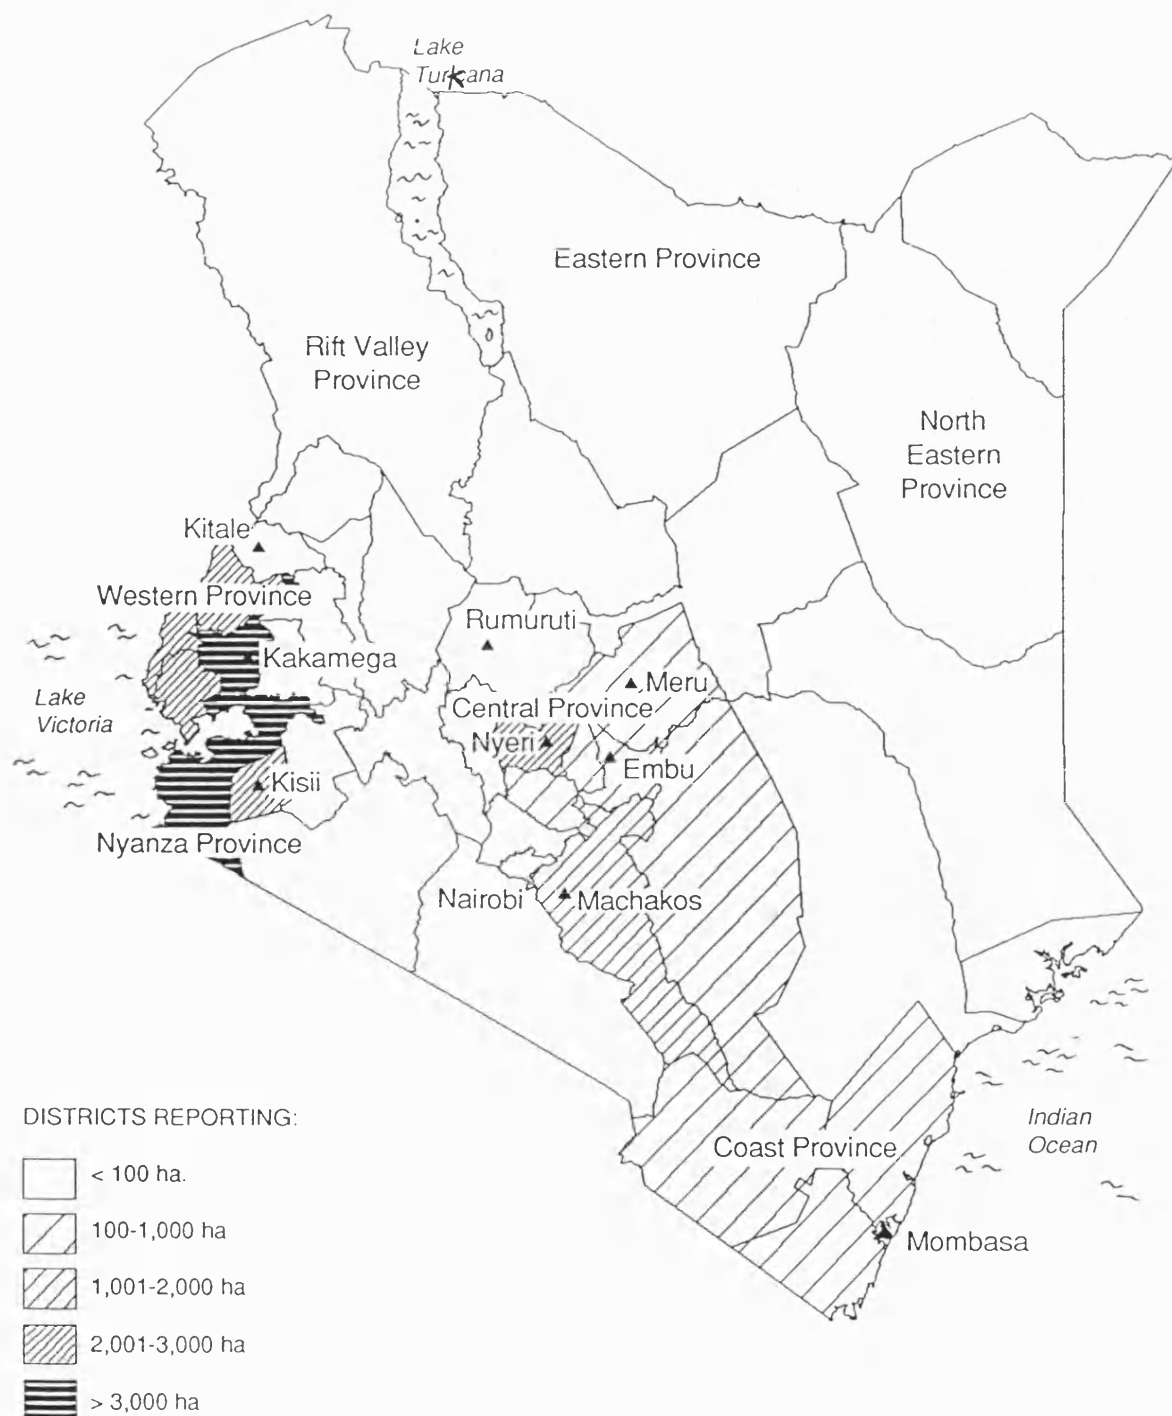 Lake
Turkana
Eastern Province
Rift Valley
Province
North
Eastern
Province
Kitale
Western Province
Rumuruti
Kakamega
Lake
Victoria
Meru
Central Province
Nyeri
Embu
Kisii
Nyanza Province
Nairobi
Machakos
DISTRICTS REPORTING:
< 100 ha.
100-1,000 ha
1,001-2,000 ha
2,001-3,000 ha
> 3,000 ha
Indian
Ocean
Coast Province
Mombasa